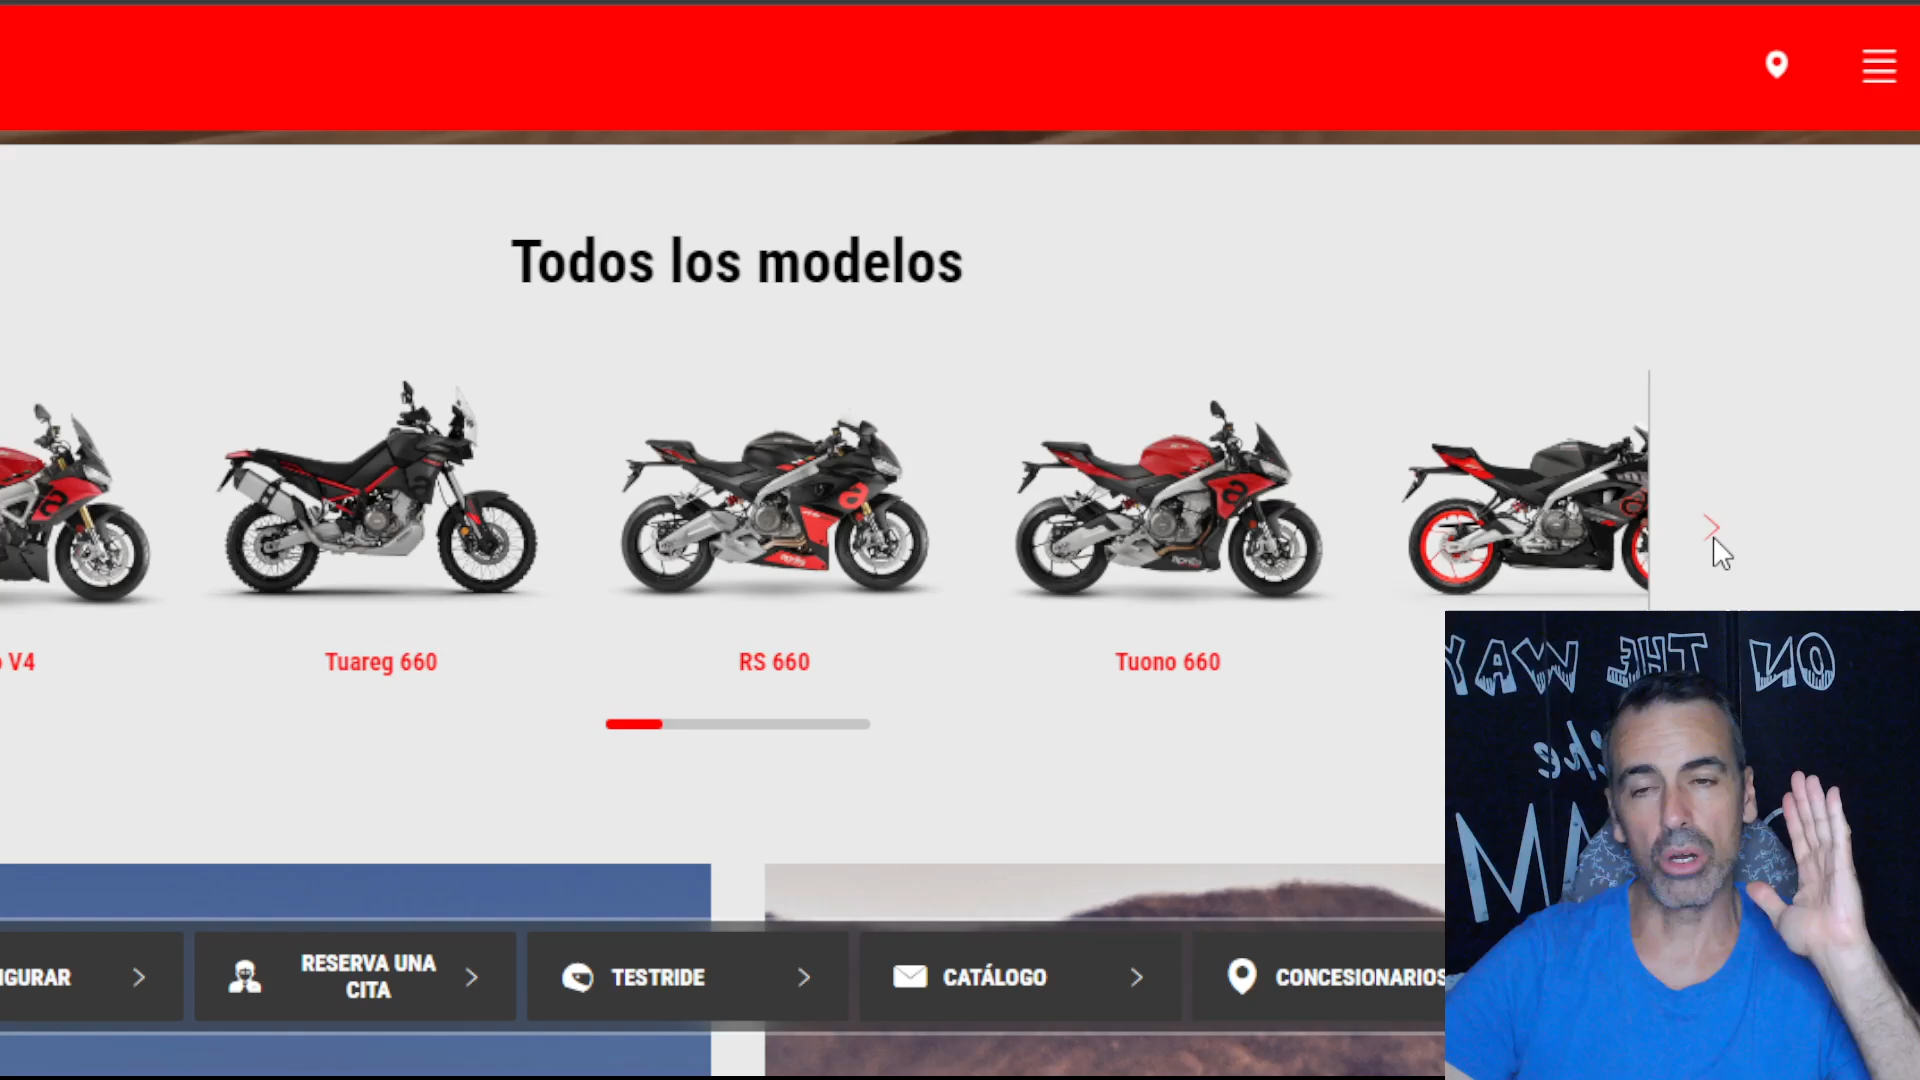 Todos los modelos
V4
Tuareg 660
RS 660
Tuono 660
ON THE WAY
che
IGURAR
RESERVA UNA
CITA
TESTRIDE
CATÁLOGO
CONCESIONARIOS